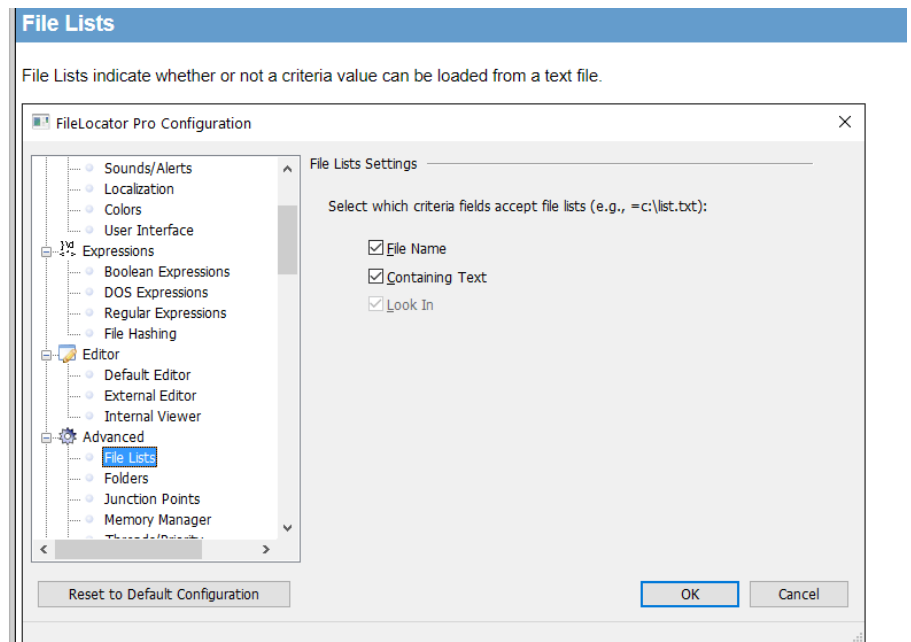 File Lists
File Lists indicate whether or not a criteria value can be loaded from a text file.
FileLocator Pro Configuration
Sounds/Alerts
Localization
Colors
User Interface
Expressions
Boolean Expressions
DOS Expressions
Regular Expressions
File Hashing
Editor
Default Editor
External Editor
Internal Viewer
Advanced
File Lists
Folders
Junction Points
Memory Manager
Threads/Priority
File Lists Settings
Select which criteria fields accept file lists (e.g., =c:\list.txt):
File Name
Containing Text
Look In
Reset to Default Configuration
OK
Cancel